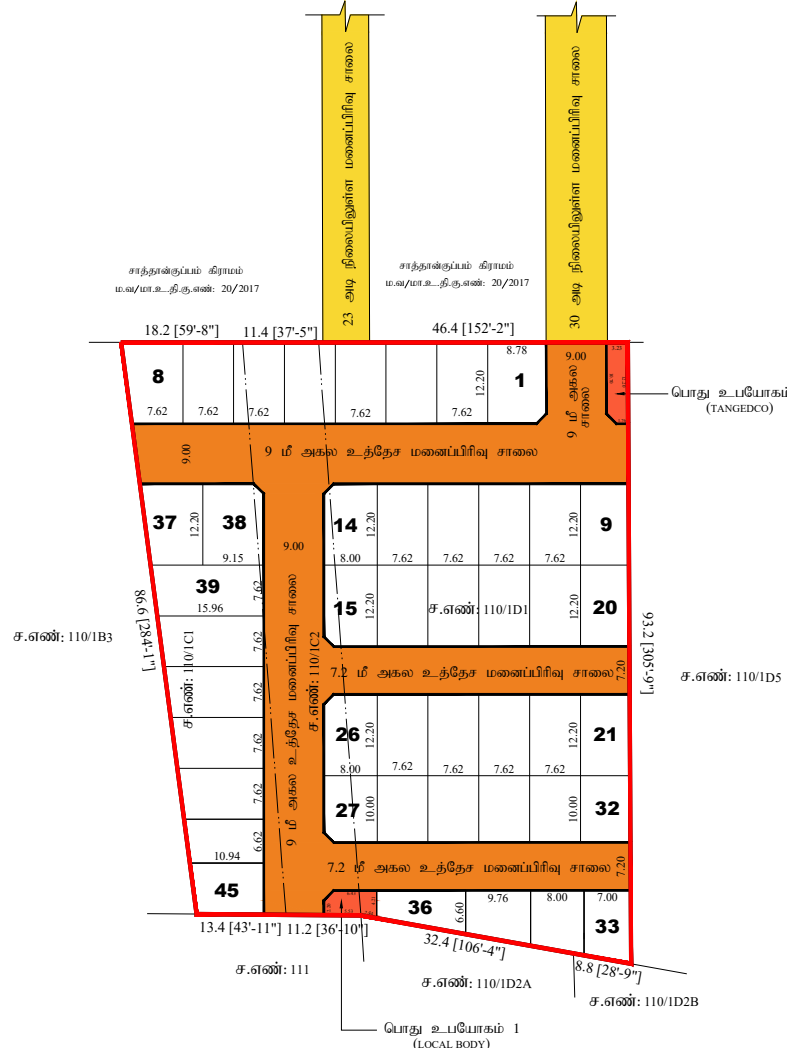 23 அடி நிலையிலுள்ள மனைப்பிரிவு சாலை
30 அடி நிலையிலுள்ள மனைப்பிரிவு சாலை
சாத்தான்குப்பம் கிராமம்
ம.வ/மா.உ.தி.கு.எண்: 20/2017
சாத்தான்குப்பம் கிராமம்
ம.வ/மா.உ.தி.கு.எண்: 20/2017
18.2 [59'-8"]
11.4 [37'-5"]
46.4 [152'-2"]
8
12.20
8.78
1
9.00
9 மீ அகல
சாலை
பொது உபயோகம்
(TANGEDCO)
7.62
7.62
7.62
7.62
7.62
9.00
9 மீ அகல உத்தேச மனைப்பிரிவு சாலை
37
12.20
38
9.15
9.00
14
12.20
12.20
9
8.00
7.62
7.62
7.62
7.62
39
15.96
7.62
15
12.20
ச.எண்: 110/1D1
12.20
20
86.6 [284'-1"]
93.2 [305'-9"]
ச.எண்: 110/1B3
ச.எண்: 110/1C1
7.62
7.62
7.62
7.62
6.62
9 மீ அகல உத்தேச மனைப்பிரிவு சாலை
ச.எண்: 110/1C2
7.2 மீ அகல உத்தேச மனைப்பிரிவு சாலை
7.20
ச.எண்: 110/1D5
26
12.20
12.20
21
8.00
7.62
7.62
7.62
7.62
27
10.00
10.00
32
10.94
7.2 மீ அகல உத்தேச மனைப்பிரிவு சாலை
7.20
45
36
6.60
9.76
8.00
7.00
33
13.4 [43'-11"]
11.2 [36'-10"]
32.4 [106'-4"]
8.8 [28'-9"]
ச.எண்: 111
ச.எண்: 110/1D2A
ச.எண்: 110/1D2B
பொது உபயோகம் 1
(LOCAL BODY)